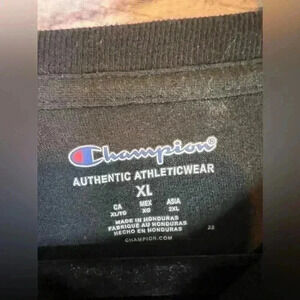 Champion
AUTHENTIC ATHLETICWEAR
XL
CA MEX ASIA
XL/TG XG 2XL
MADE IN HONDURAS
FABRIQUÉ AU HONDURAS
HECHO EN HONDURAS
CHAMPION.COM